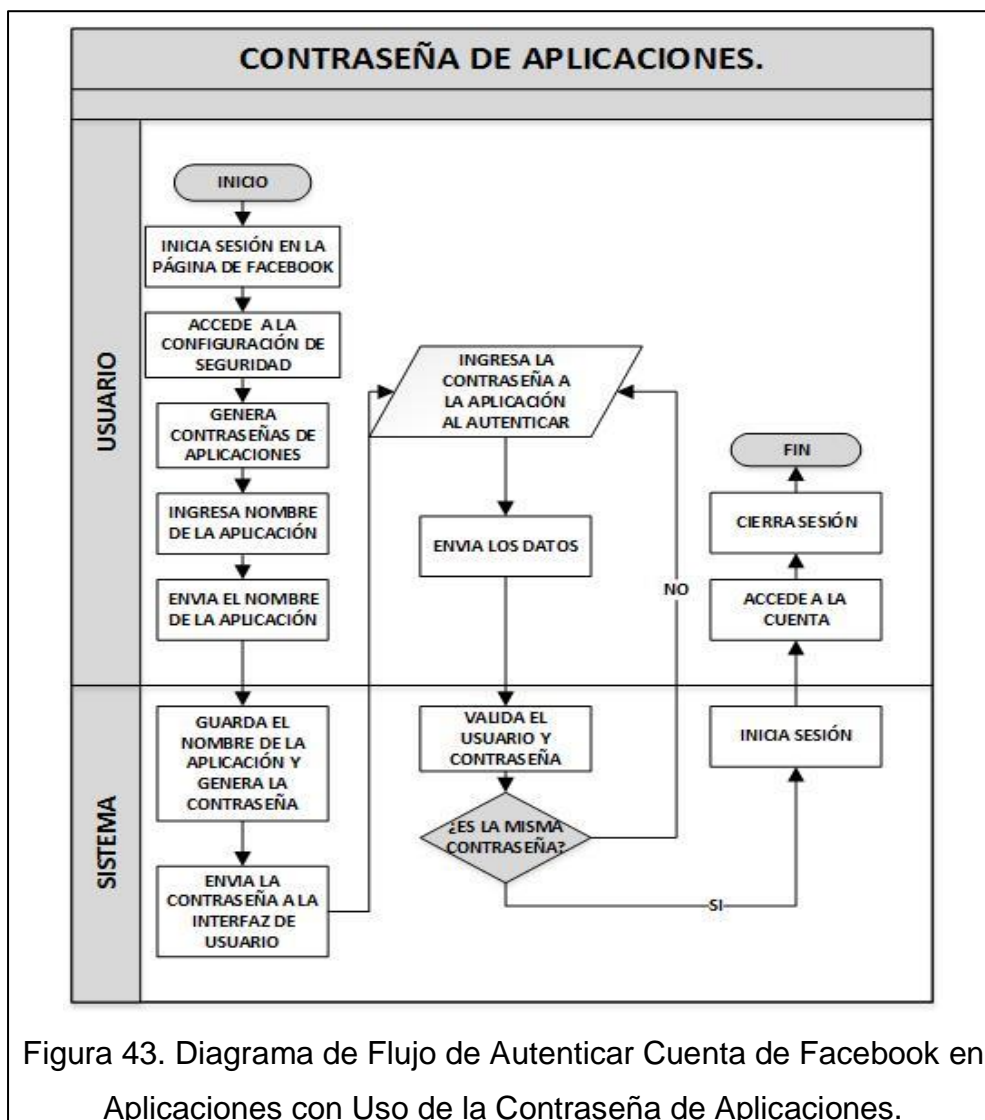 CONTRASEÑA DE APLICACIONES.
USUARIO
INICIO
INICIA SESIÓN EN LA
PÁGINA DE FACEBOOK
ACCEDE A LA
CONFIGURACIÓN DE
SEGURIDAD
GENERA
CONTRASEÑAS DE
APLICACIONES
INGRESA NOMBRE
DE LA APLICACIÓN
ENVIA EL NOMBRE
DE LA APLICACIÓN
INGRESA LA
CONTRASEÑA A
LA APLICACIÓN
AL AUTENTICAR
ENVIA LOS DATOS
NO
FIN
CIERRA SESIÓN
ACCEDE A LA
CUENTA
SISTEMA
GUARDA EL
NOMBRE DE LA
APLICACIÓN Y
GENERA LA
CONTRASEÑA
ENVIA LA
CONTRASEÑA A LA
INTERFAZ DE
USUARIO
VALIDA EL
USUARIO Y
CONTRASEÑA
¿ES LA MISMA
CONTRASEÑA?
SI
INICIA SESIÓN
Figura 43. Diagrama de Flujo de Autenticar Cuenta de Facebook en
Aplicaciones con Uso de la Contraseña de Aplicaciones.